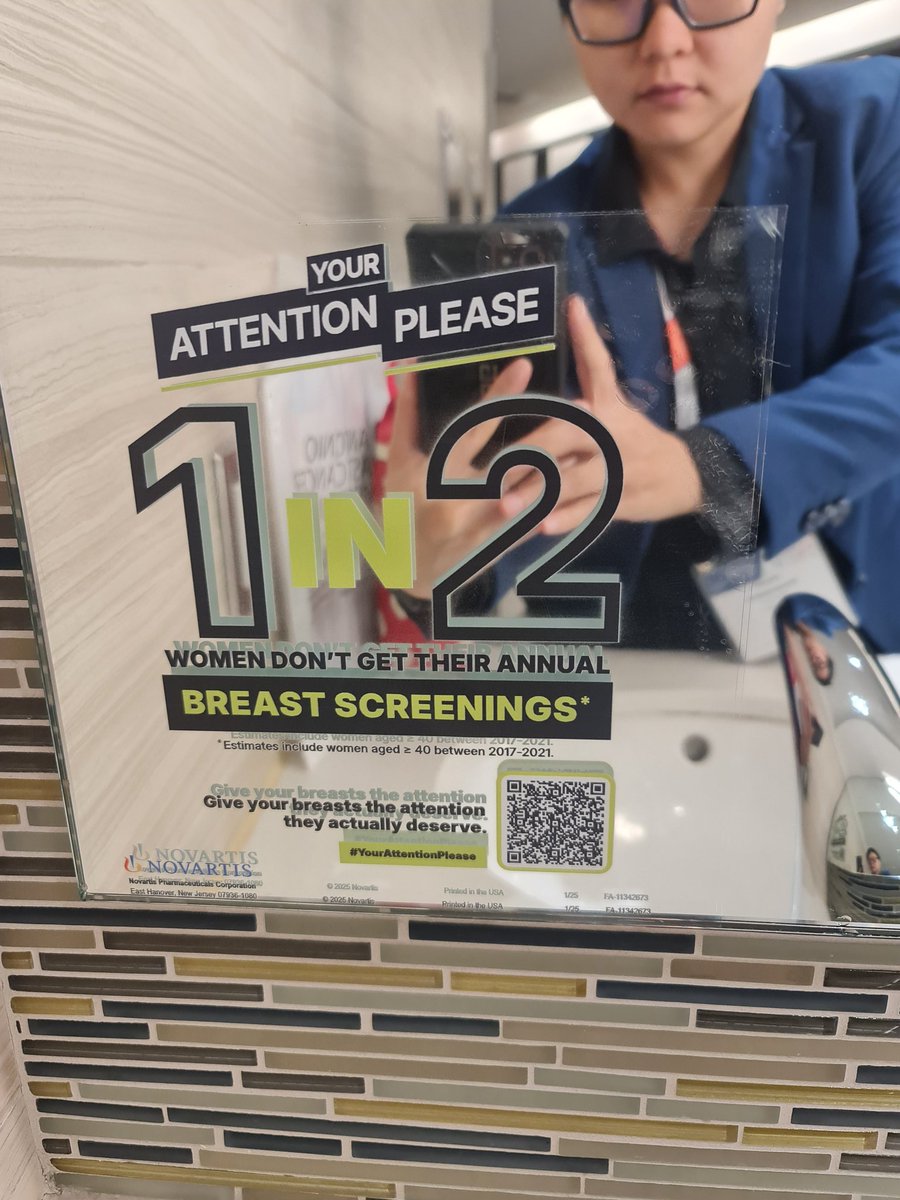 YOUR
ATTENTION PLEASE
1 IN 2
WOMEN DON'T GET THEIR ANNUAL
BREAST SCREENINGS*
*Estimates include women aged ≥ 40 between 2017-2021.
Give your breasts the attention
they actually deserve.
#YourAttentionPlease
NOVARTIS
Novartis Pharmaceuticals Corporation
East Hanover, New Jersey 07936-1080
© 2025 Novartis Printed in the USA 1/25 FA-11342673